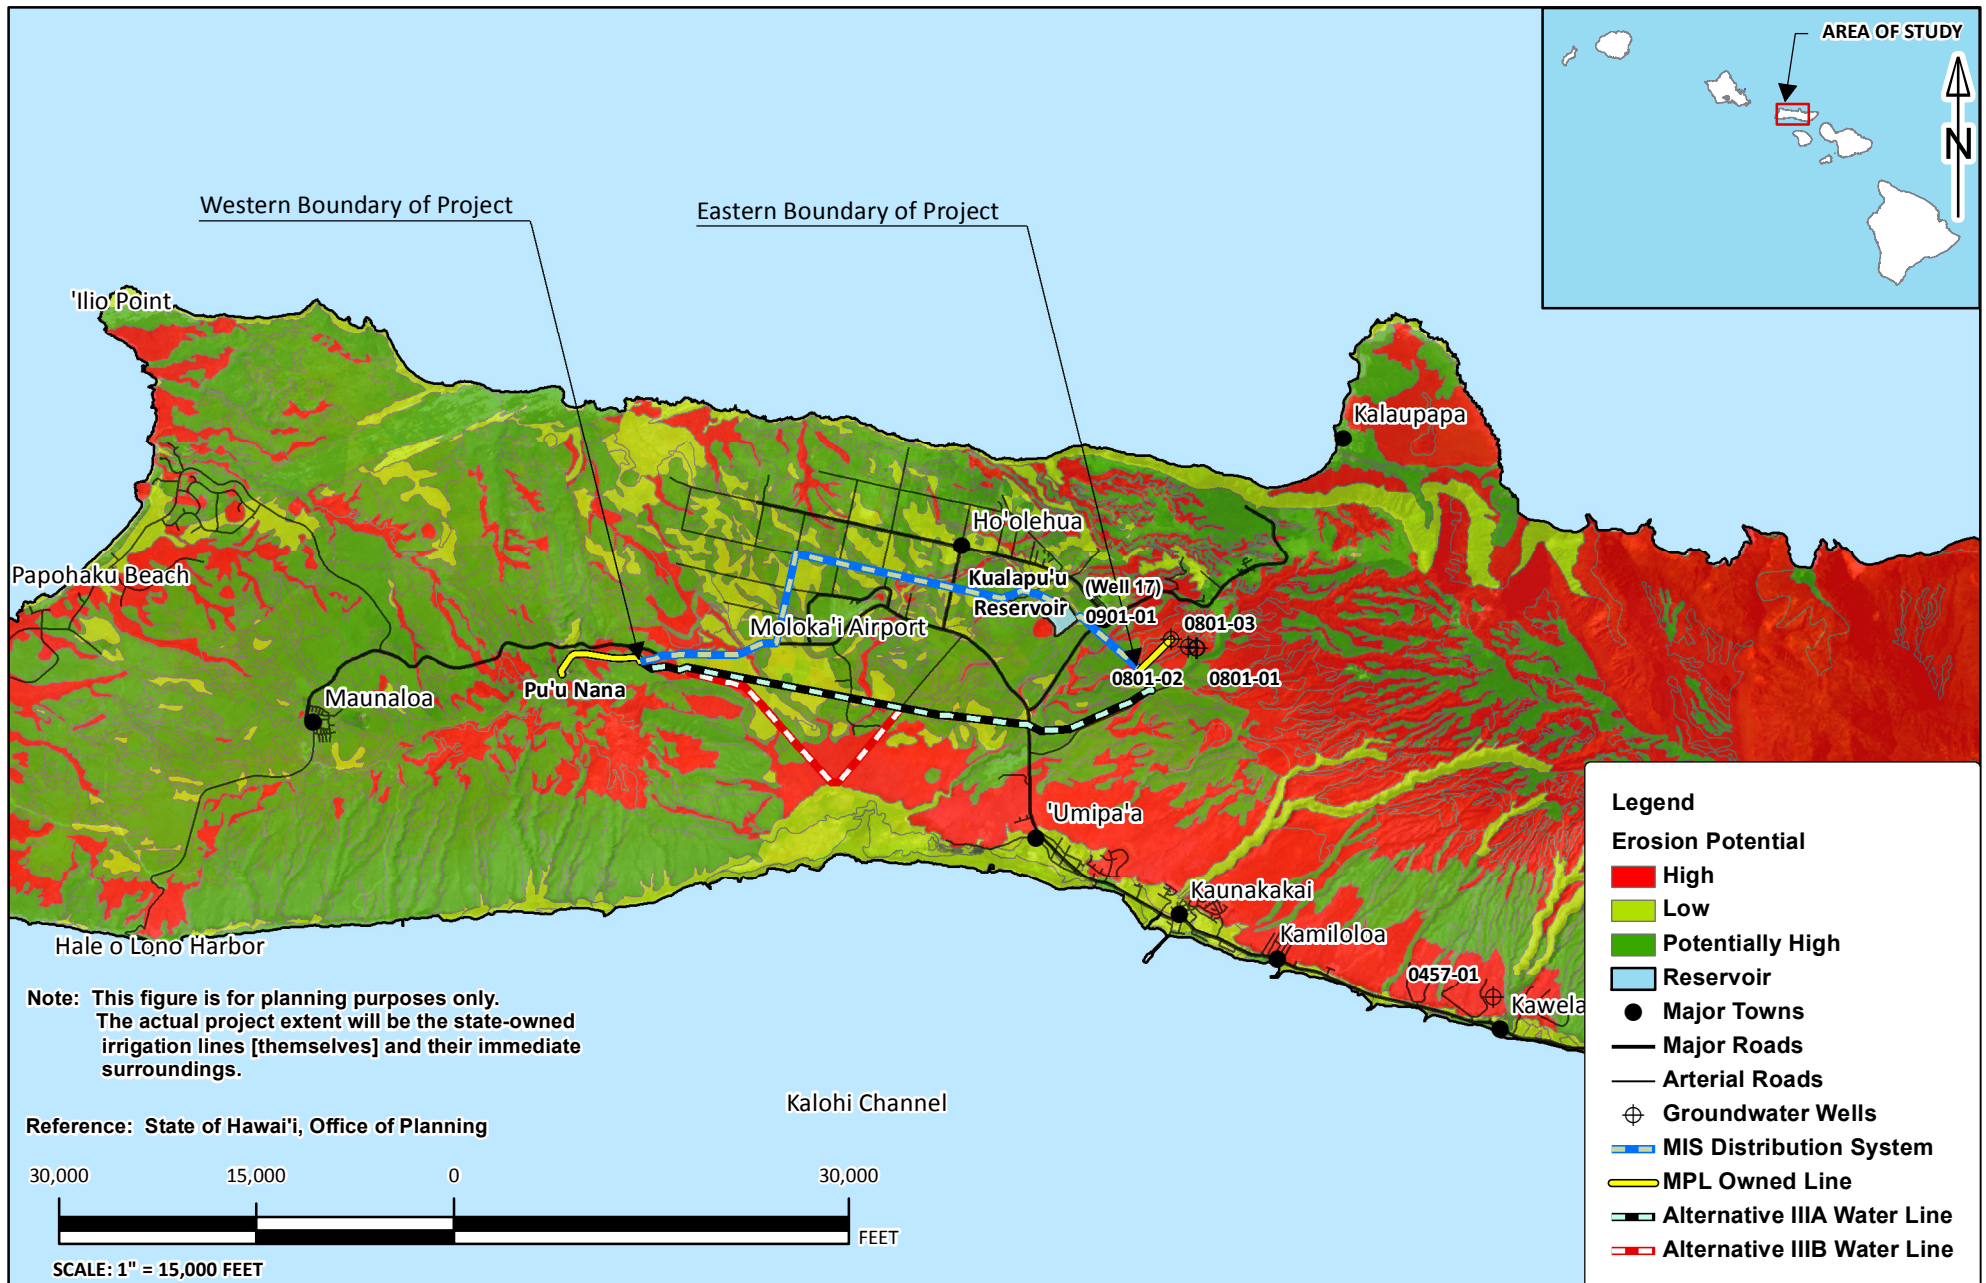 AREA OF STUDY
N
Western Boundary of Project
Eastern Boundary of Project
'Ilio Point
Kalaupapa
Ho'olehua
Papohaku Beach
Kualapu'u
Reservoir
(Well 17)
0901-01
0801-03
Moloka'i Airport
0801-02
0801-01
Pu'u Nana
Maunaloa
'Umipa'a
Kaunakakai
Kamiloloa
0457-01
Kawela
Hale o Lono Harbor
Note: This figure is for planning purposes only.
The actual project extent will be the state-owned
irrigation lines [themselves] and their immediate
surroundings.
Kalohi Channel
Reference: State of Hawai'i, Office of Planning
30,000 15,000 0 30,000
FEET
SCALE: 1" = 15,000 FEET
Legend
Erosion Potential
High
Low
Potentially High
Reservoir
Major Towns
Major Roads
Arterial Roads
Groundwater Wells
MIS Distribution System
MPL Owned Line
Alternative IIIA Water Line
Alternative IIIB Water Line